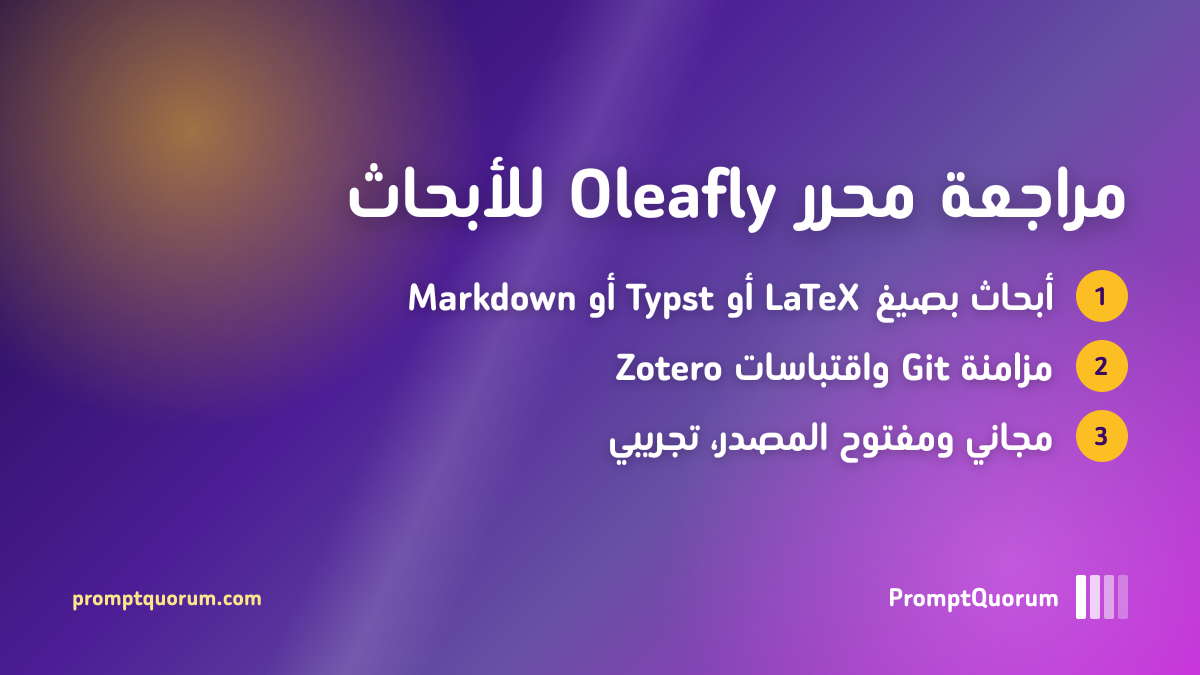 مراجعة محرر Oleafly للأبحاث
1 أبحاث بصيغ LaTeX أو Typst أو Markdown
2 مزامنة Git واقتباسات Zotero
3 مجاني ومفتوح المصدر، تجريبي
PromptQuorum
promptquorum.com